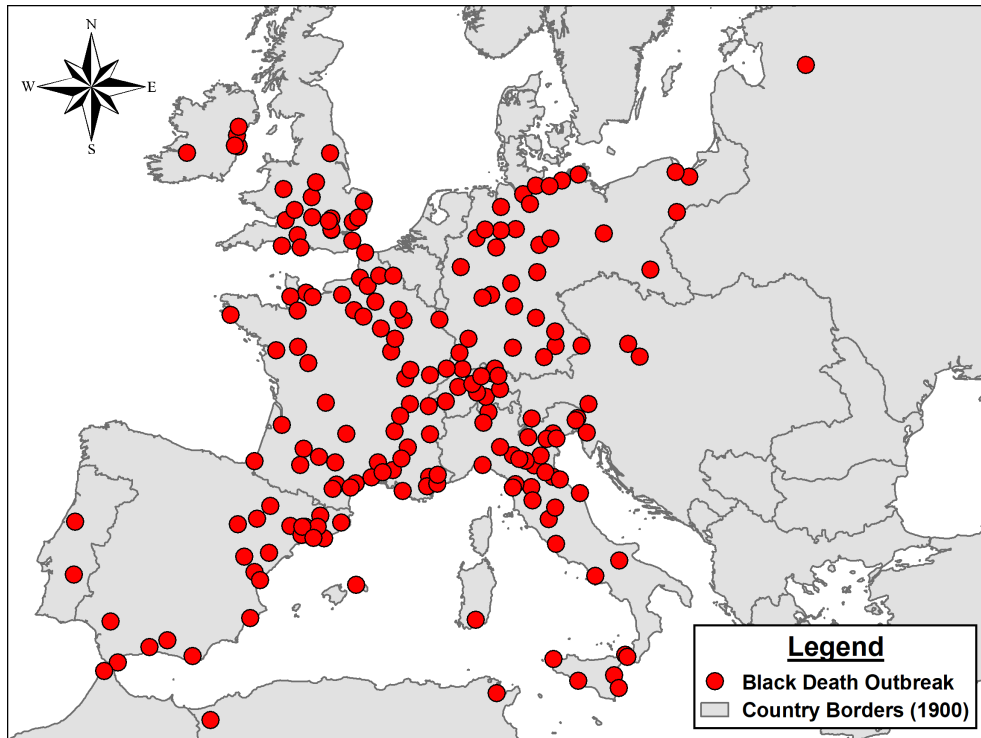 N
W E
S
Legend
Black Death Outbreak
Country Borders (1900)